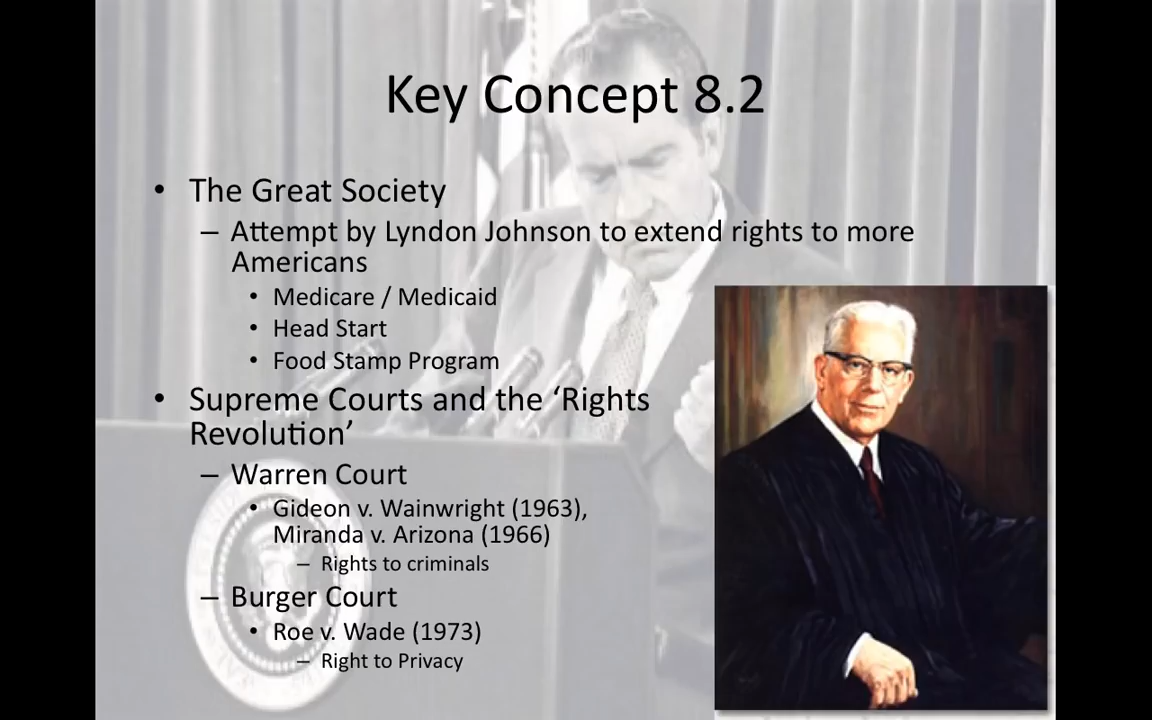 Key Concept 8.2
• The Great Society
– Attempt by Lyndon Johnson to extend rights to more
Americans
• Medicare / Medicaid
• Head Start
• Food Stamp Program
• Supreme Courts and the ‘Rights
Revolution’
– Warren Court
• Gideon v. Wainwright (1963),
Miranda v. Arizona (1966)
– Rights to criminals
– Burger Court
• Roe v. Wade (1973)
– Right to Privacy